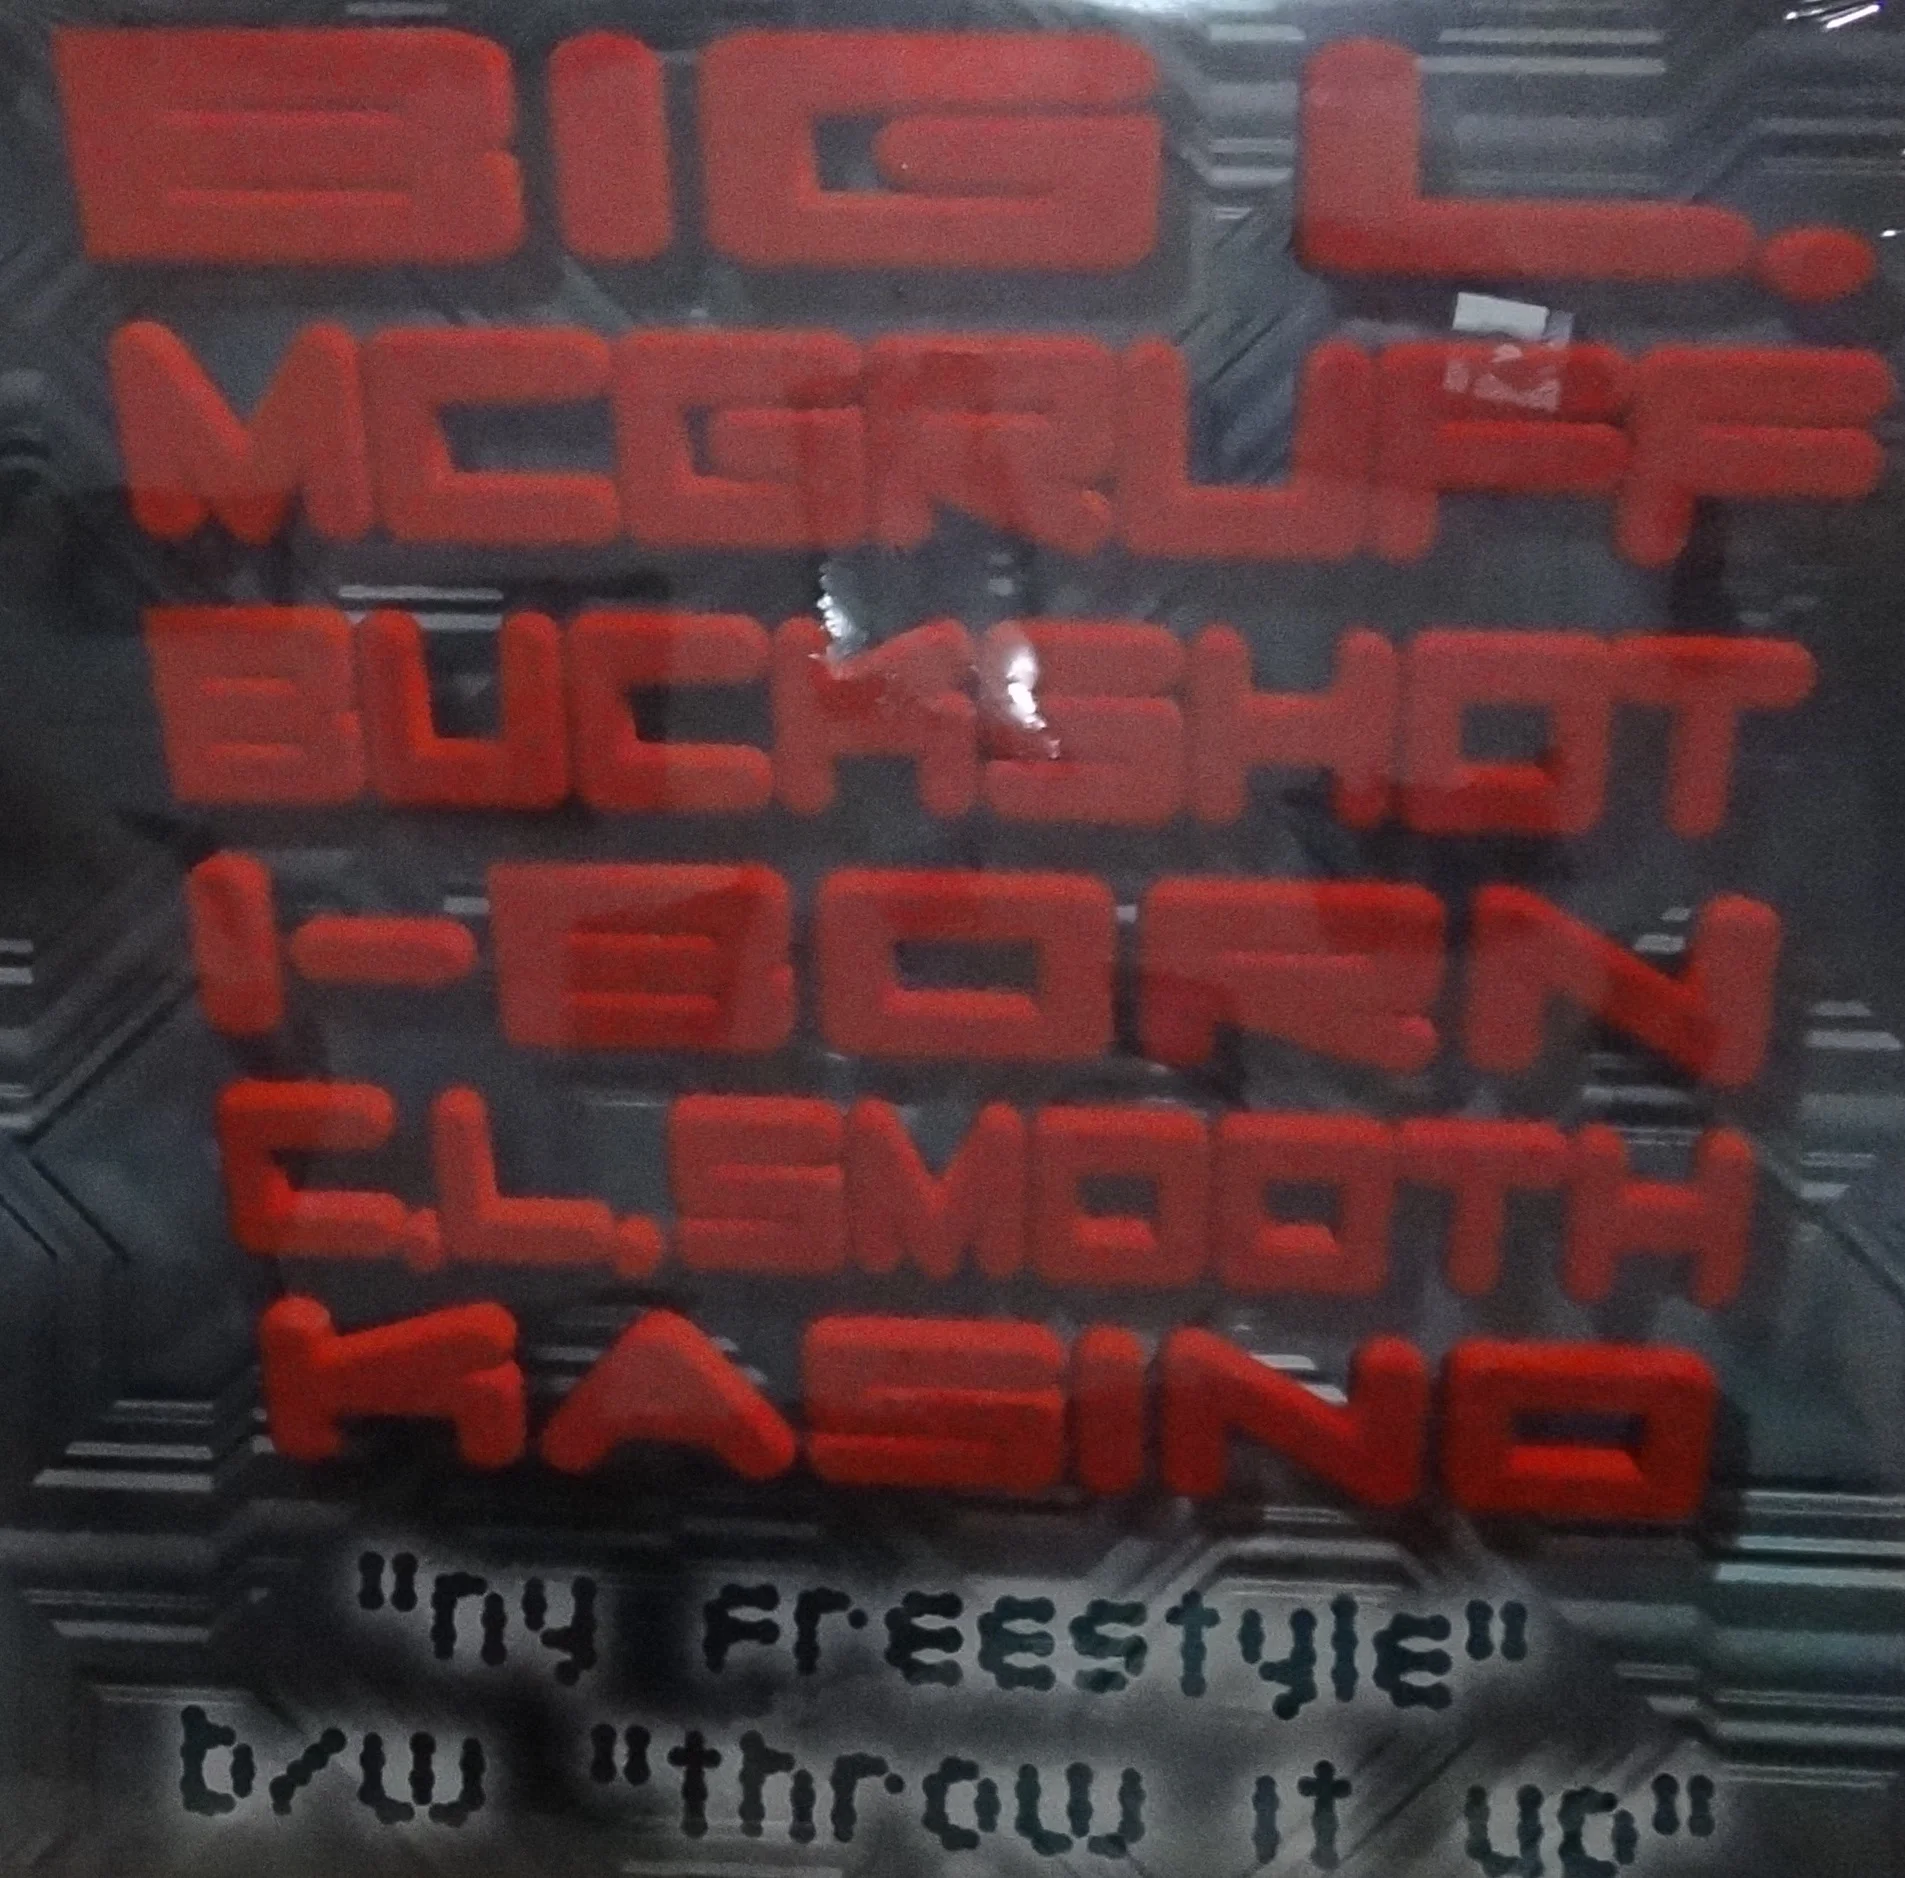 BIG L.
MCGRUFF
BUCKSHOT
I-BORN
C.L. SMOOTH
KASINO
"ny freestyle"
b/w "throw it up"